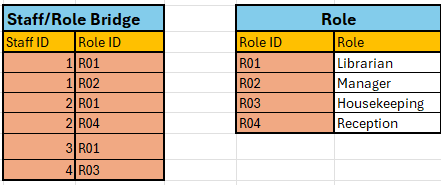 Staff/Role Bridge Role
Staff ID Role ID Role ID Role
1 R01 R01 Librarian
1 R02 R02 Manager
2 R01 R03 Housekeeping
2 R04 R04 Reception
3 R01
4 R03